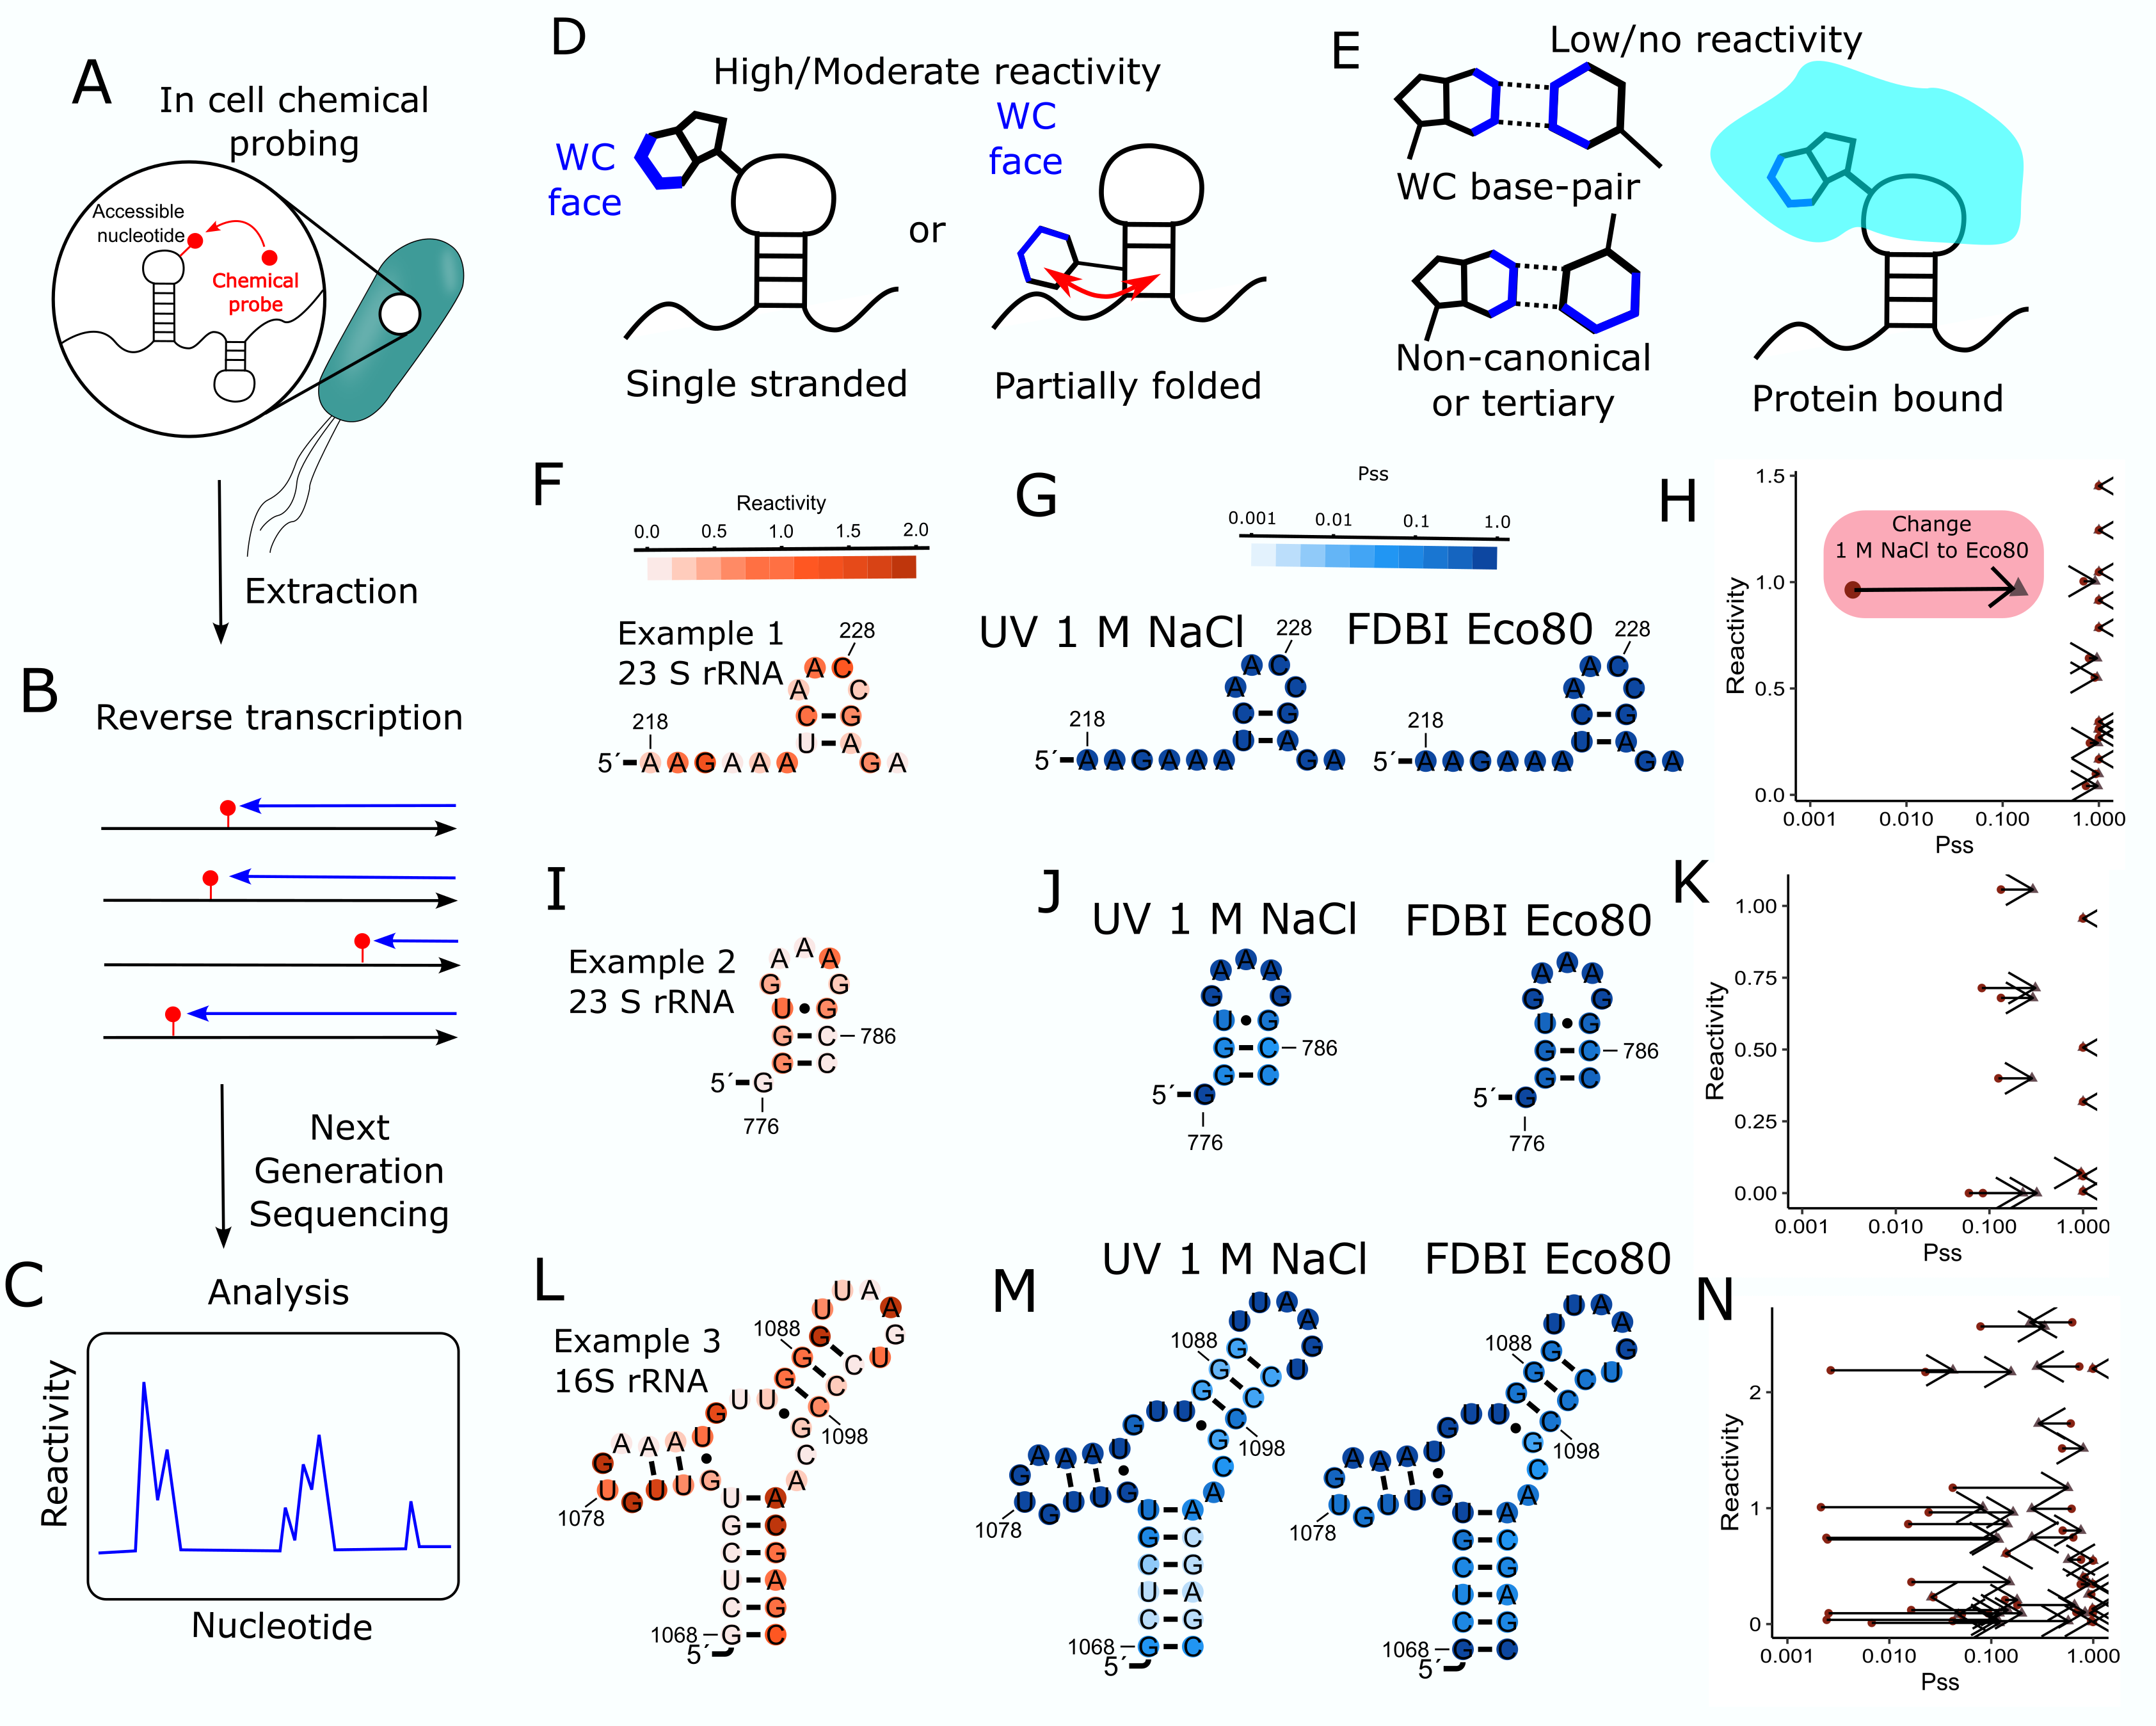 A
In cell chemical
probing
Accessible
nucleotide
Chemical
probe
Extraction
B
Reverse transcription
Next
Generation
Sequencing
C
Analysis
Reactivity
Nucleotide
D
High/Moderate reactivity
WC
face
WC
face
or
Single stranded
Partially folded
E
Low/no reactivity
WC base-pair
Non-canonical
or tertiary
Protein bound
F
Reactivity
0.0 0.5 1.0 1.5 2.0
Example 1
23 S rRNA
228
A C
A C
C G
U A
218
5´ A A G A A A G A
G
Pss
0.001 0.01 0.1 1.0
UV 1 M NaCl
228
A C
A C
C G
U A
218
5´ A A G A A A G A
FDBI Eco80
228
A C
A C
C G
U A
218
5´ A A G A A A G A
H
Change
1 M NaCl to Eco80
Reactivity
1.5
1.0
0.5
0.0
0.001 0.010 0.100 1.000
Pss
I
Example 2
23 S rRNA
A A A
G G
U G
G C 786
G C
5´ G
776
J
UV 1 M NaCl
A A A
G G
U G
G C 786
G C
5´ G
776
FDBI Eco80
A A A
G G
U G
G C 786
G C
5´ G
776
K
Reactivity
1.00
0.75
0.50
0.25
0.00
0.001 0.010 0.100 1.000
Pss
L
Example 3
16S rRNA
U U A A
G G U
1088 G C
G C
G U U C
1098
G A A A U G C
U G U U G A
1078
U A
G C
C G
U A
C G
1068 G C
5´
M
UV 1 M NaCl
U U A A
G G U
1088 G C
G C
G U U C
1098
G A A A U G C
U G U U G A
1078
U A
G C
C G
U A
C G
1068 G C
5´
FDBI Eco80
U U A A
G G U
1088 G C
G C
G U U C
1098
G A A A U G C
U G U U G A
1078
U A
G C
C G
U A
C G
1068 G C
5´
N
Reactivity
2
1
0
0.001 0.010 0.100 1.000
Pss